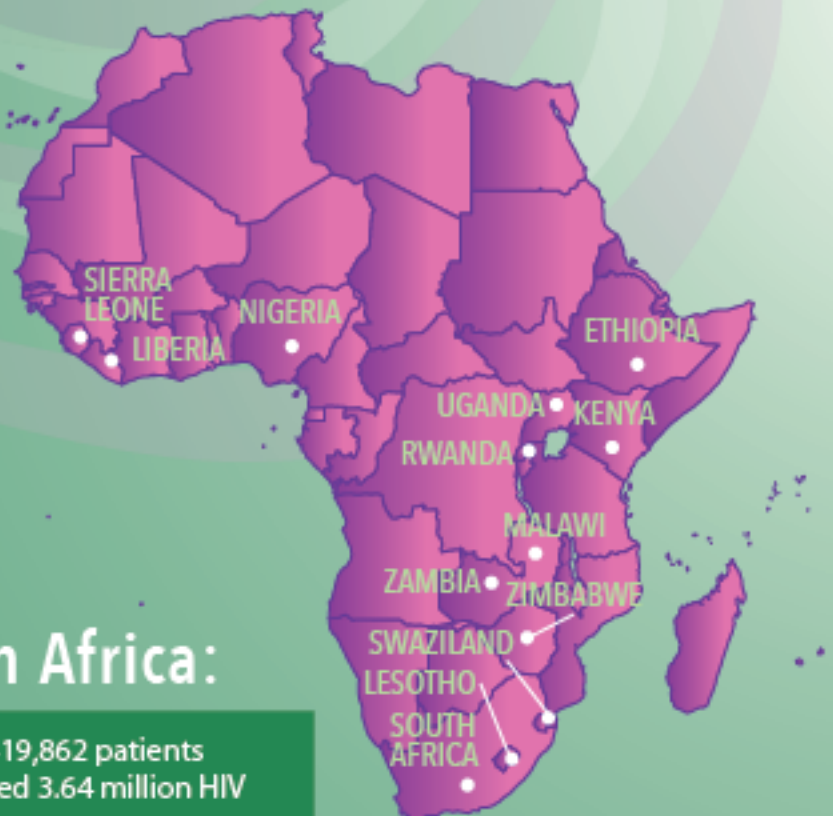 SIERRA
LEONE
NIGERIA
LIBERIA
ETHIOPIA
UGANDA
KENYA
RWANDA
MALAWI
ZAMBIA
ZIMBABWE
SWAZILAND
LESOTHO
SOUTH
AFRICA
Africa:
19,862 patients
3.64 million HIV